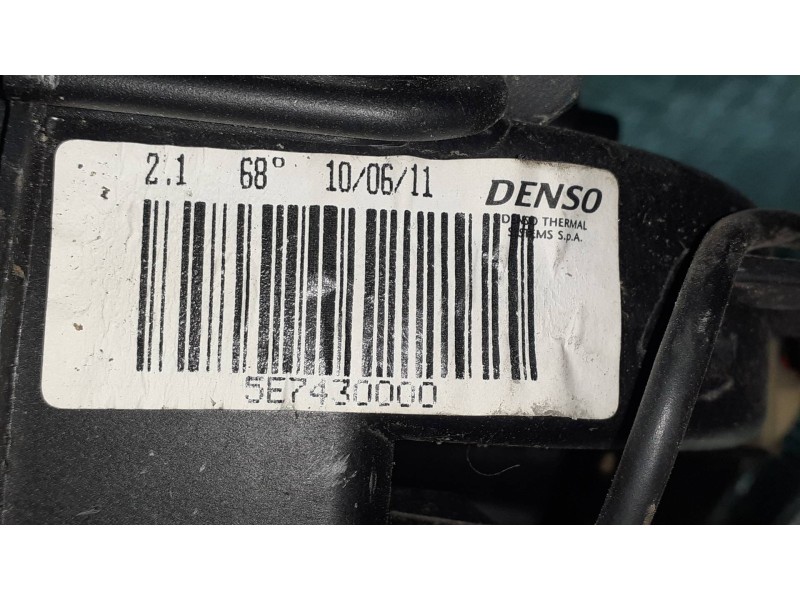 2.1 68° 10/06/11 DENSO
DENSO THERMAL
SYSTEMS S.p.A.
5E7430000